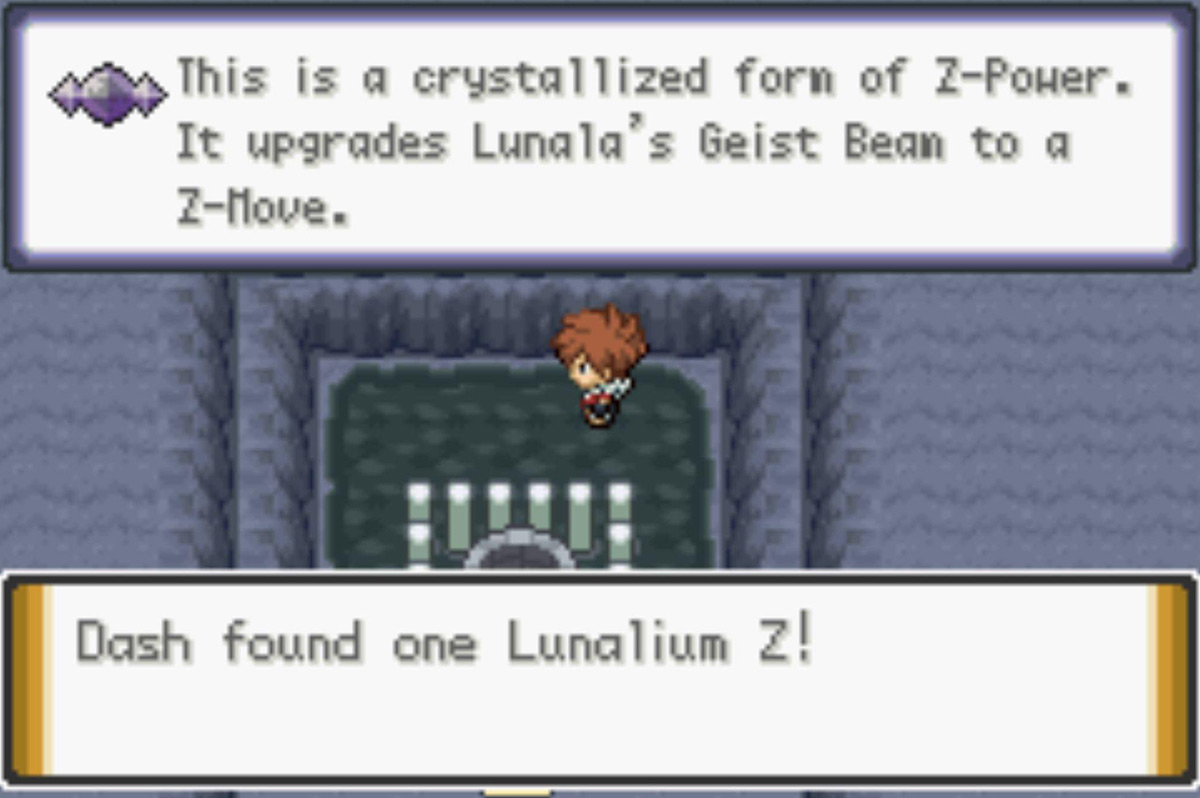 This is a crystallized form of Z-Power.
It upgrades Lunala's Geist Beam to a
Z-Move.
Dash found one Lunalium Z!